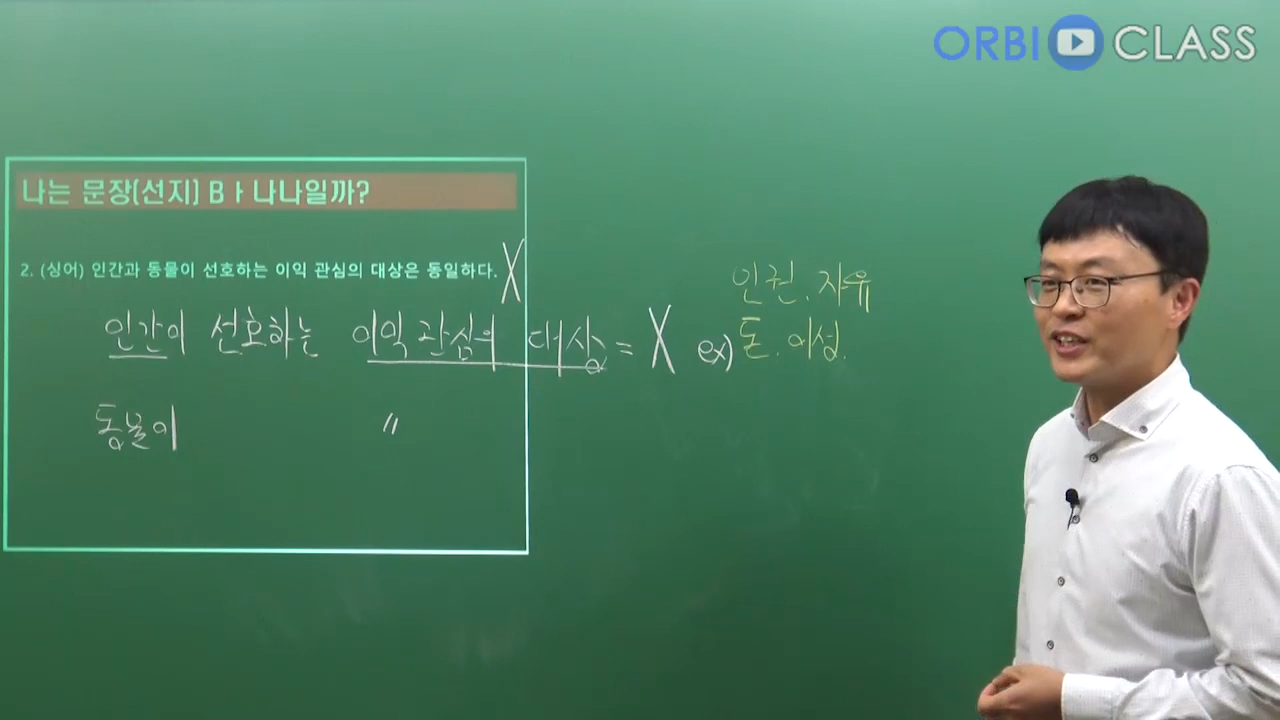 ORBI CLASS
나는 문장(선지) Bㅏ나나일까?
2. (싱어) 인간과 동물이 선호하는 이익 관심의 대상은 동일하다. X
인간이 선호하는 이익 관심의 대상 = X ex) 인권. 자유
돈. 이성.
동물이 〃